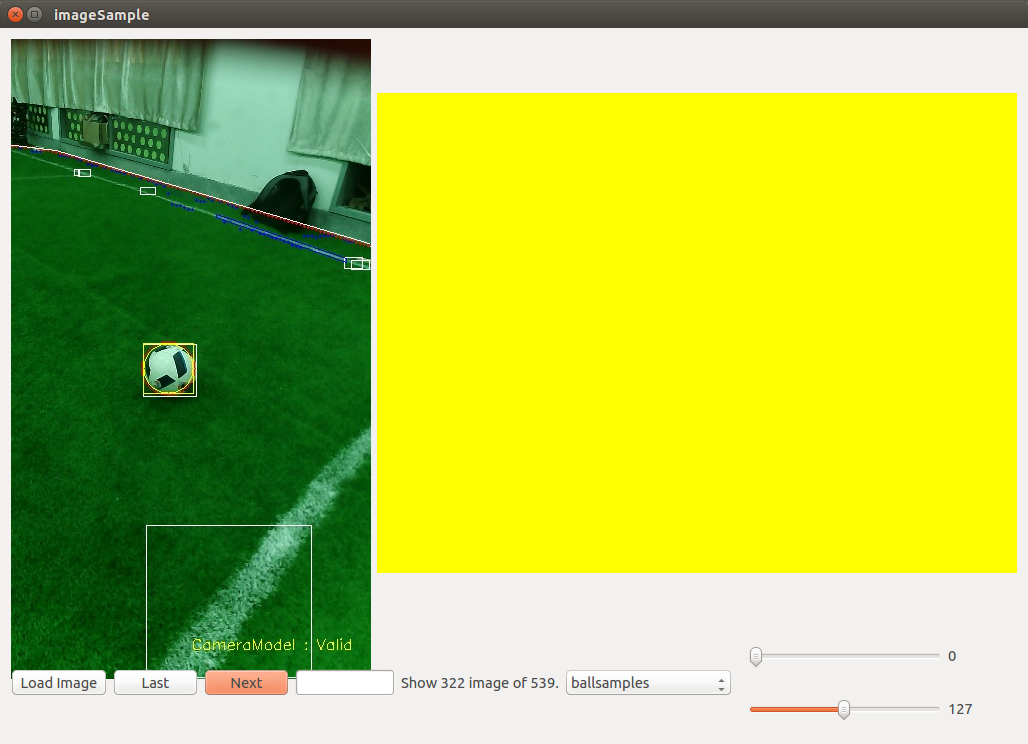 imageSample
CameraModel : Valid
Load Image
Last
Next
Show 322 image of 539.
ballsamples
0
127